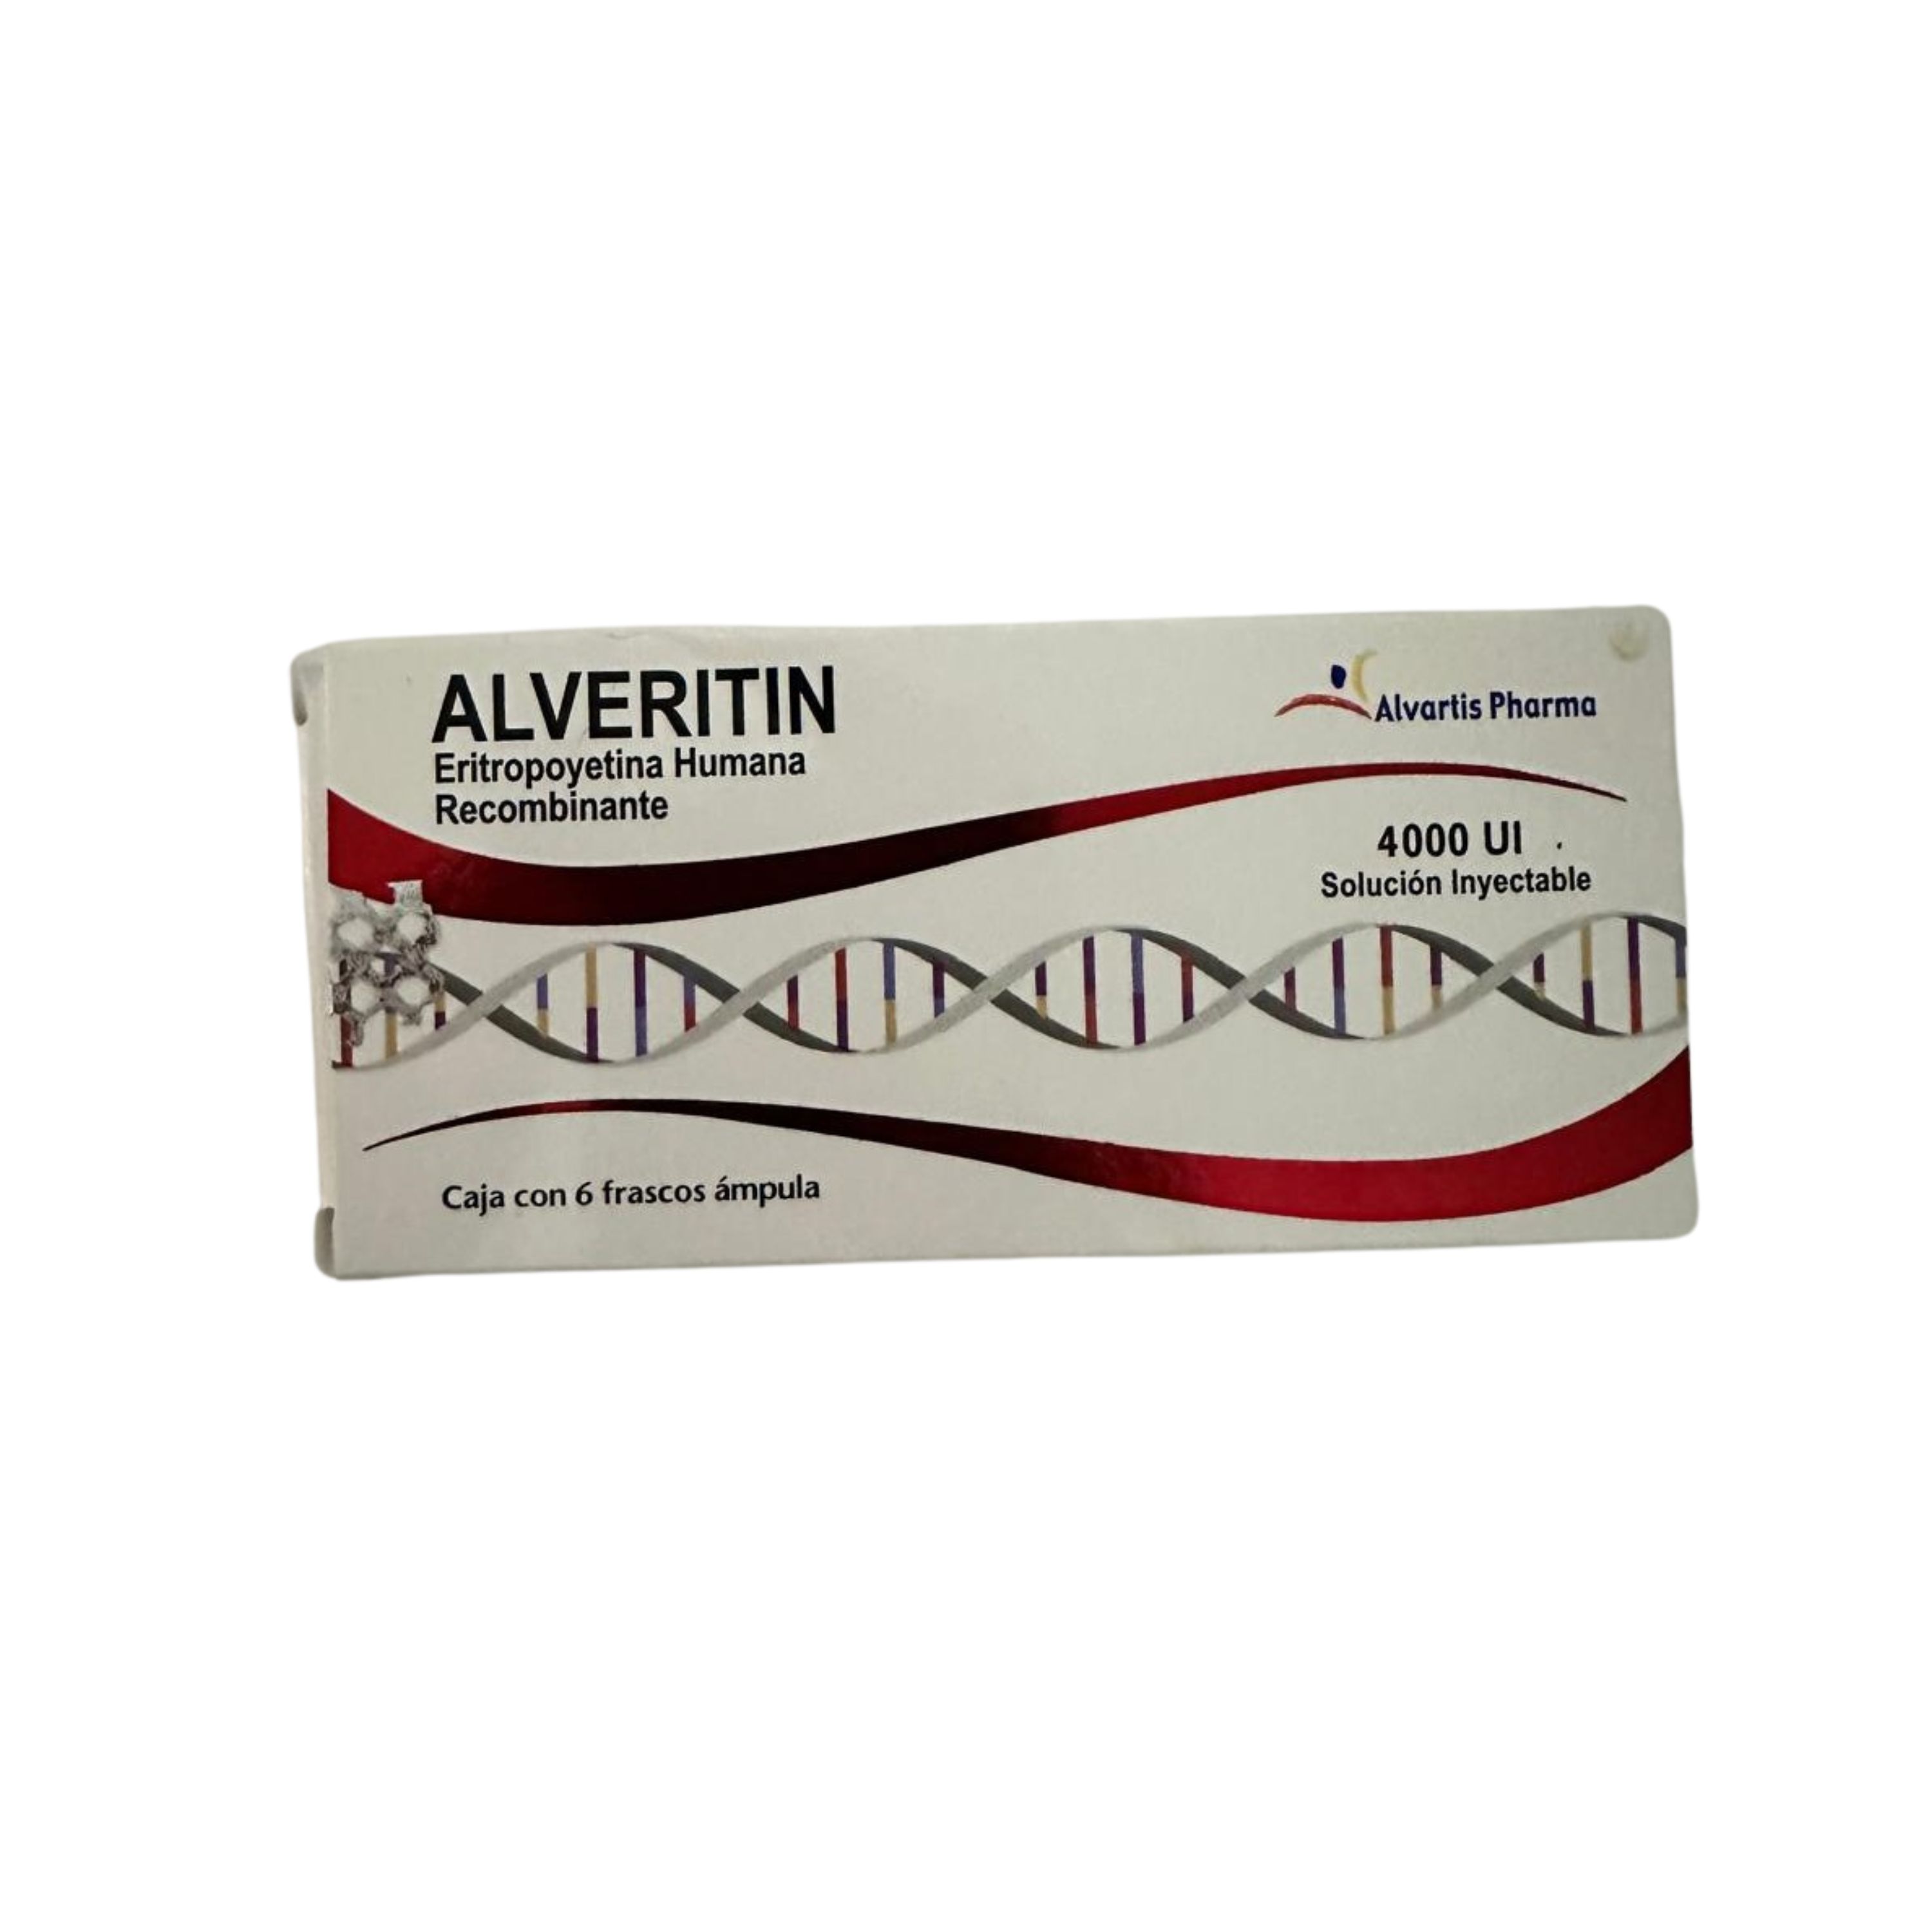 ALVERITIN
Eritropoyetina Humana
Recombinante
Alvartis Pharma
4000 UI
Solución Inyectable
Caja con 6 frascos ámpula